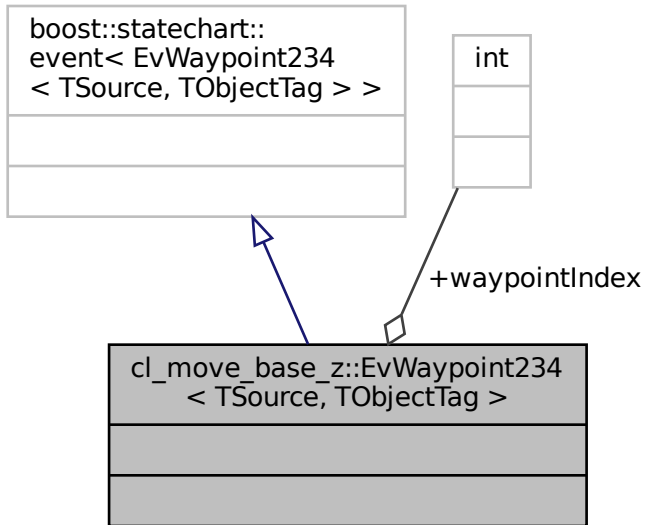 boost::statechart::
event< EvWaypoint234
< TSource, TObjectTag > >
int
+waypointIndex
cl_move_base_z::EvWaypoint234
< TSource, TObjectTag >